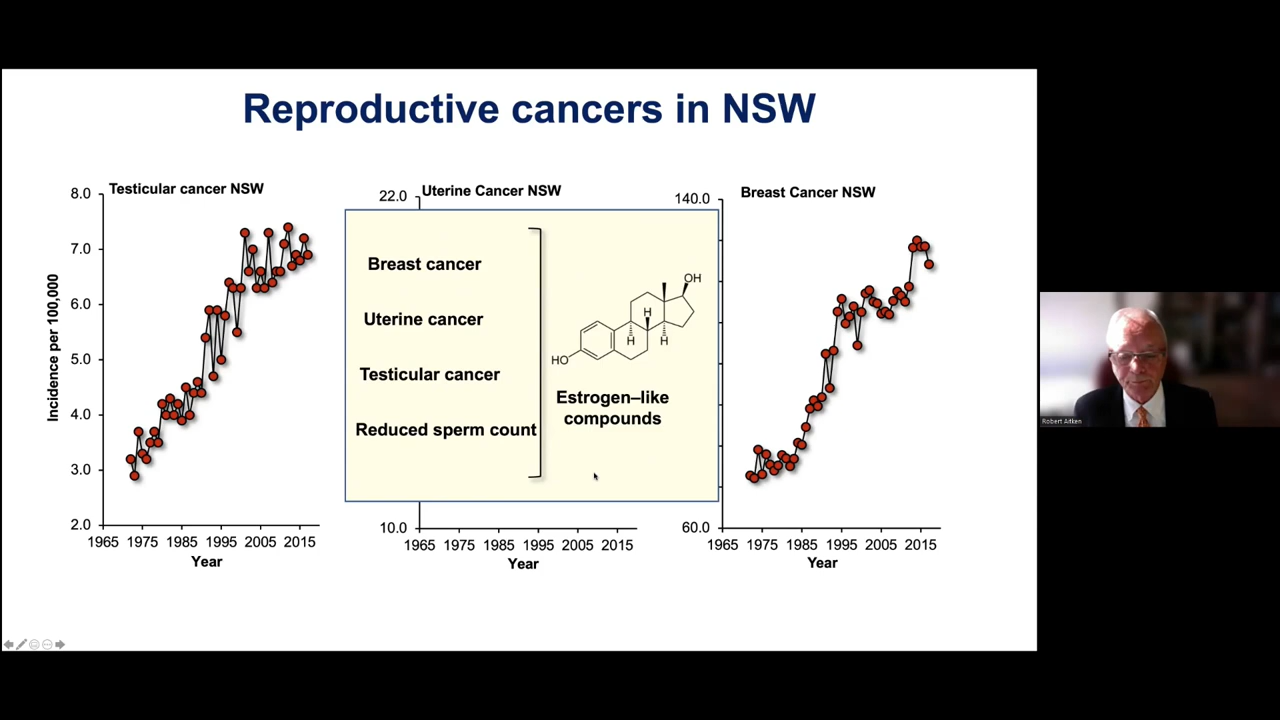 Reproductive cancers in NSW
Testicular cancer NSW
8.0
7.0
6.0
5.0
4.0
3.0
2.0
Incidence per 100,000
1965 1975 1985 1995 2005 2015
Year
Uterine Cancer NSW
22.0
10.0
1965 1975 1985 1995 2005 2015
Year
Breast cancer
Uterine cancer
Testicular cancer
Reduced sperm count
OH
H
H
H
HO
Estrogen–like
compounds
Breast Cancer NSW
140.0
60.0
1965 1975 1985 1995 2005 2015
Year
Robert Aitken